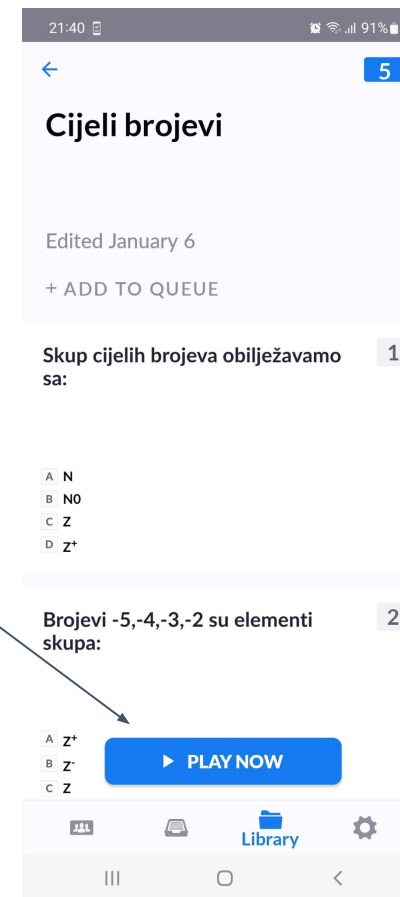 21:40 91%
5
Cijeli brojevi
Edited January 6
+ ADD TO QUEUE
Skup cijelih brojeva obilježavamo 1
sa:
A N
B N0
C Z
D Z⁺
Brojevi -5,-4,-3,-2 su elementi 2
skupa:
A Z⁺
B Z⁻
C Z
PLAY NOW
Library